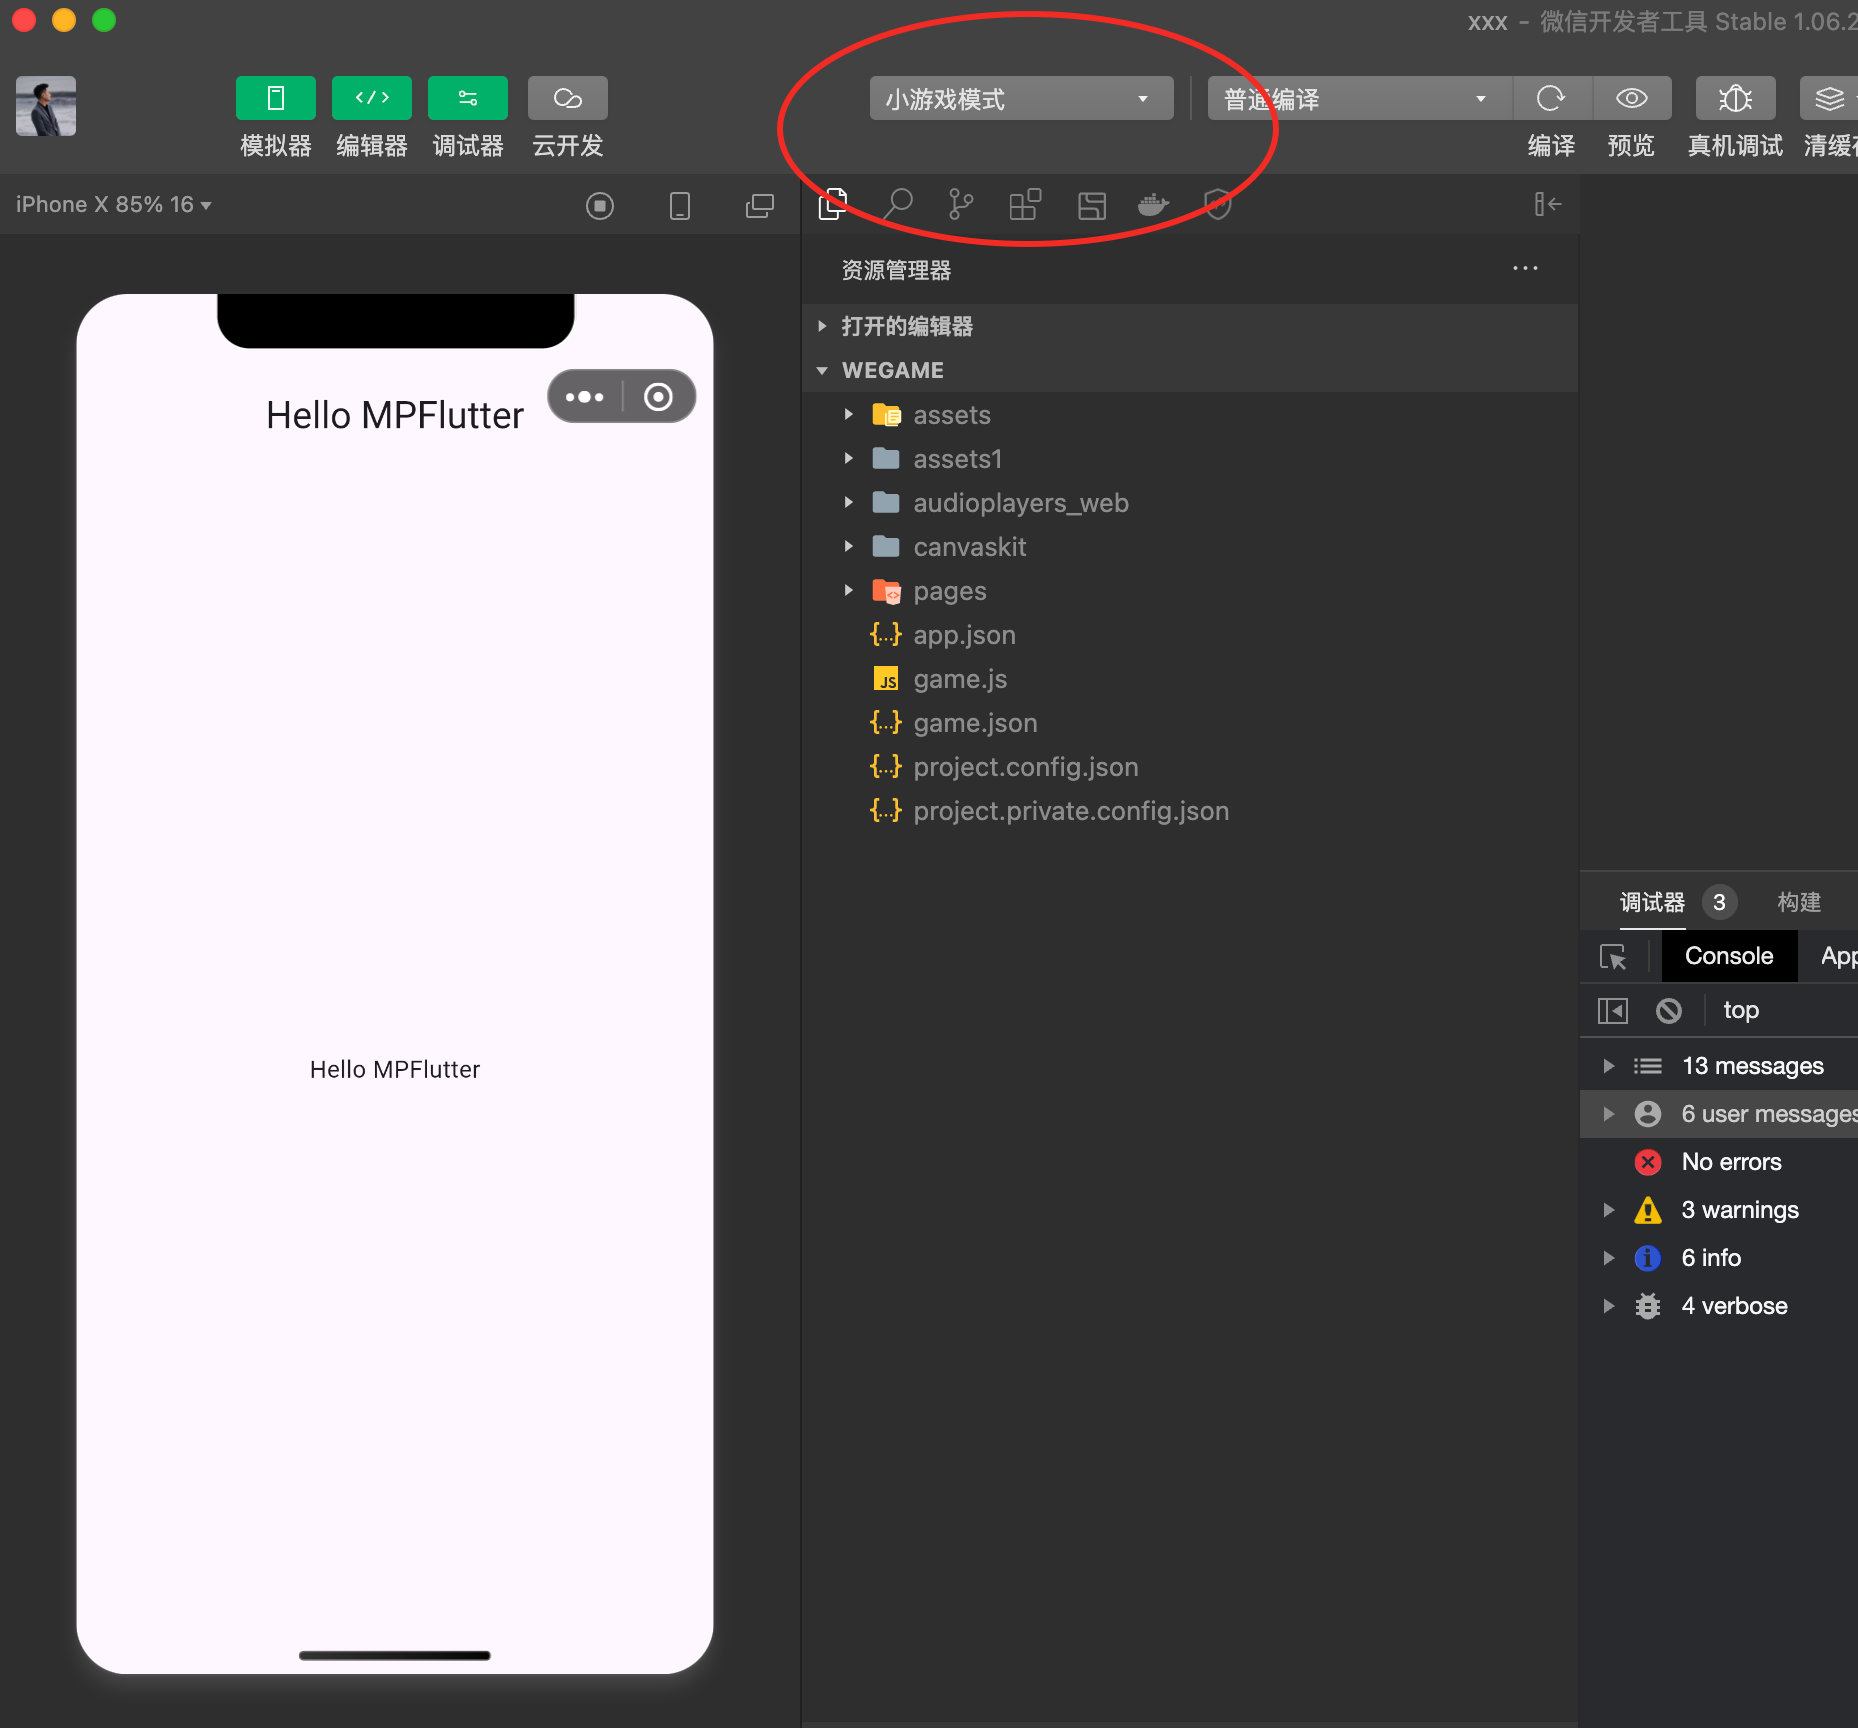 xxx - 微信开发者工具 Stable 1.06.2
小游戏模式
普通编译
模拟器
编辑器
调试器
云开发
编译
预览
真机调试
清缓
iPhone X 85% 16
资源管理器
打开的编辑器
WEGAME
Hello MPFlutter
assets
assets1
audioplayers_web
canvaskit
pages
{...} app.json
JS game.js
{...} game.json
{...} project.config.json
{...} project.private.config.json
Hello MPFlutter
调试器 3 构建
Console App
top
13 messages
6 user messages
No errors
3 warnings
6 info
4 verbose